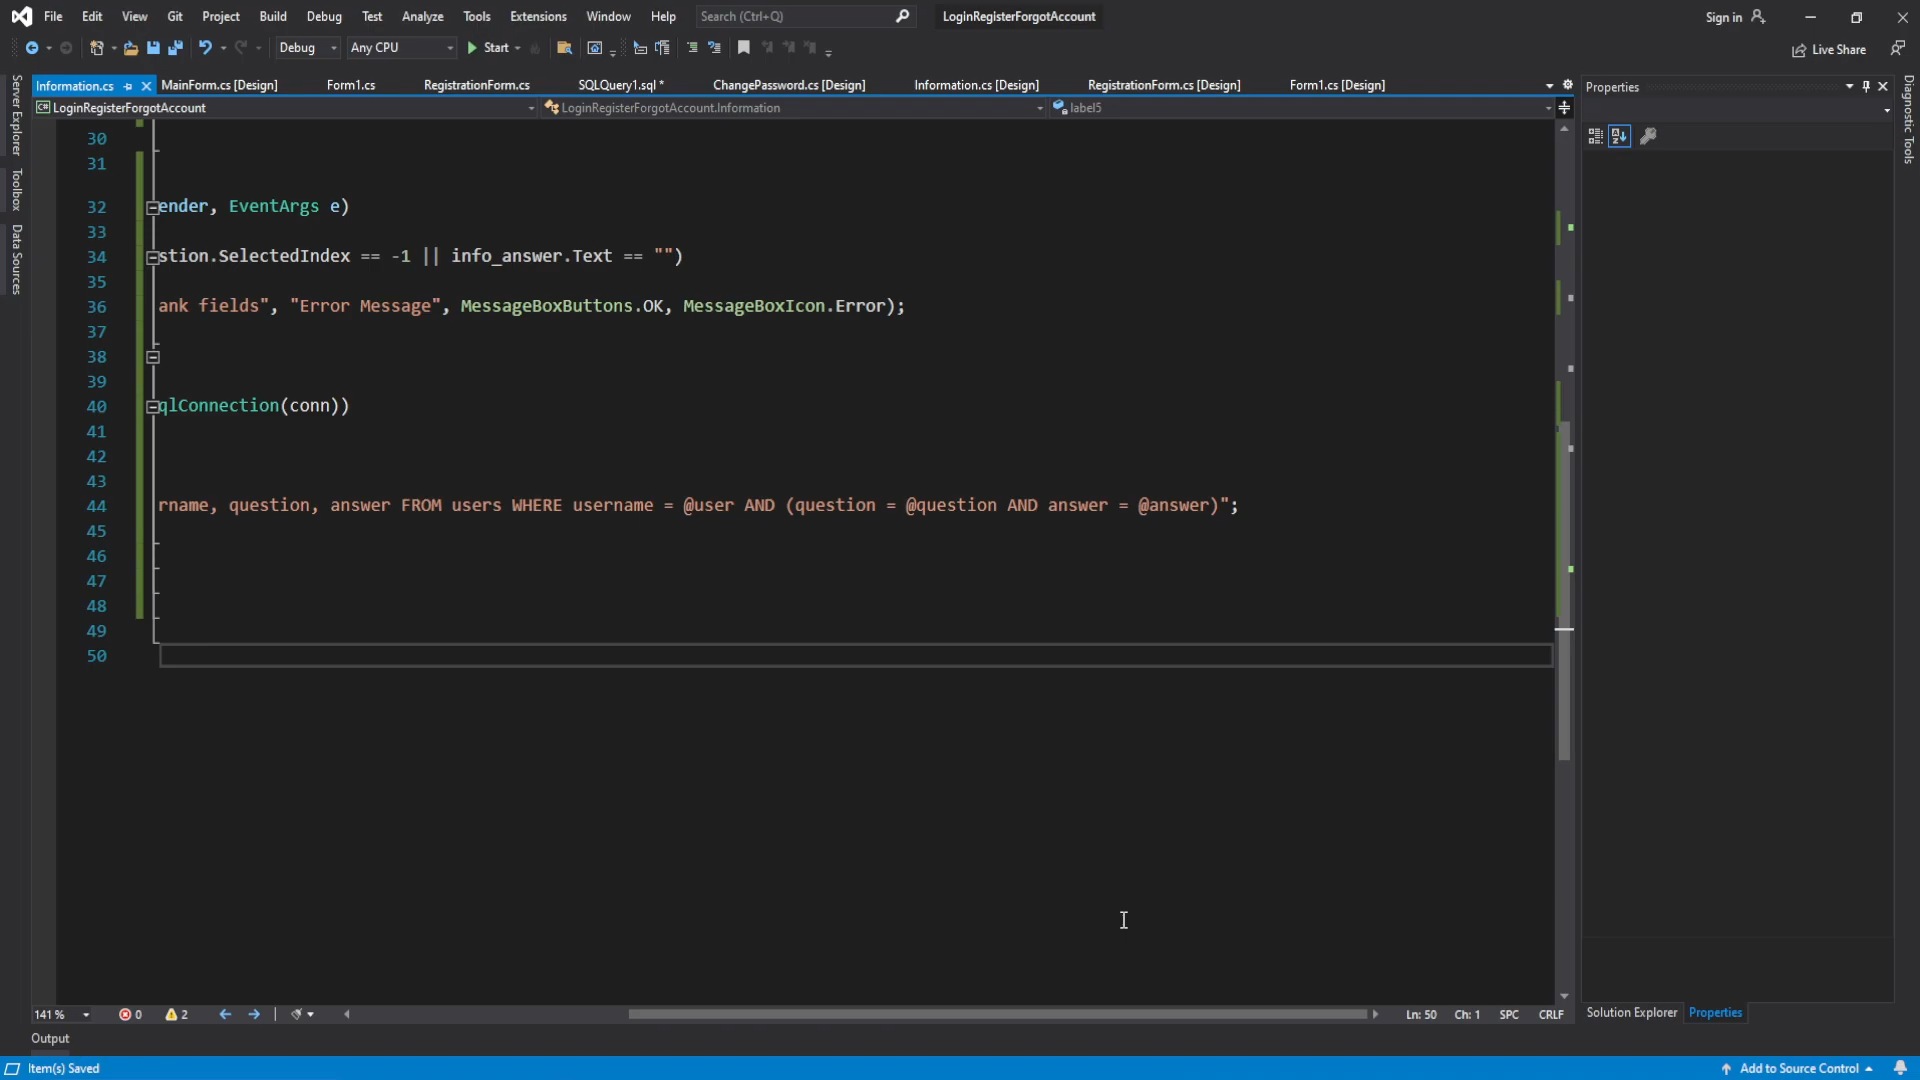 File Edit View Git Project Build Debug Test Analyze Tools Extensions Window Help Search (Ctrl+Q) LoginRegisterForgotAccount Sign in
Debug Any CPU Start Live Share
Information.cs MainForm.cs [Design] Form1.cs RegistrationForm.cs SQLQuery1.sql * ChangePassword.cs [Design] Information.cs [Design] RegistrationForm.cs [Design] Form1.cs [Design] Properties
LoginRegisterForgotAccount LoginRegisterForgotAccount.Information label5
Server Explorer
Toolbox
Data Sources
Diagnostic Tools
30
31
32 ender, EventArgs e)
33
34 stion.SelectedIndex == -1 || info_answer.Text == "")
35
36 ank fields", "Error Message", MessageBoxButtons.OK, MessageBoxIcon.Error);
37
38
39
40 qlConnection(conn))
41
42
43
44 rname, question, answer FROM users WHERE username = @user AND (question = @question AND answer = @answer)";
45
46
47
48
49
50
141 % 0 2 Ln: 50 Ch: 1 SPC CRLF Solution Explorer Properties
Output
Item(s) Saved Add to Source Control